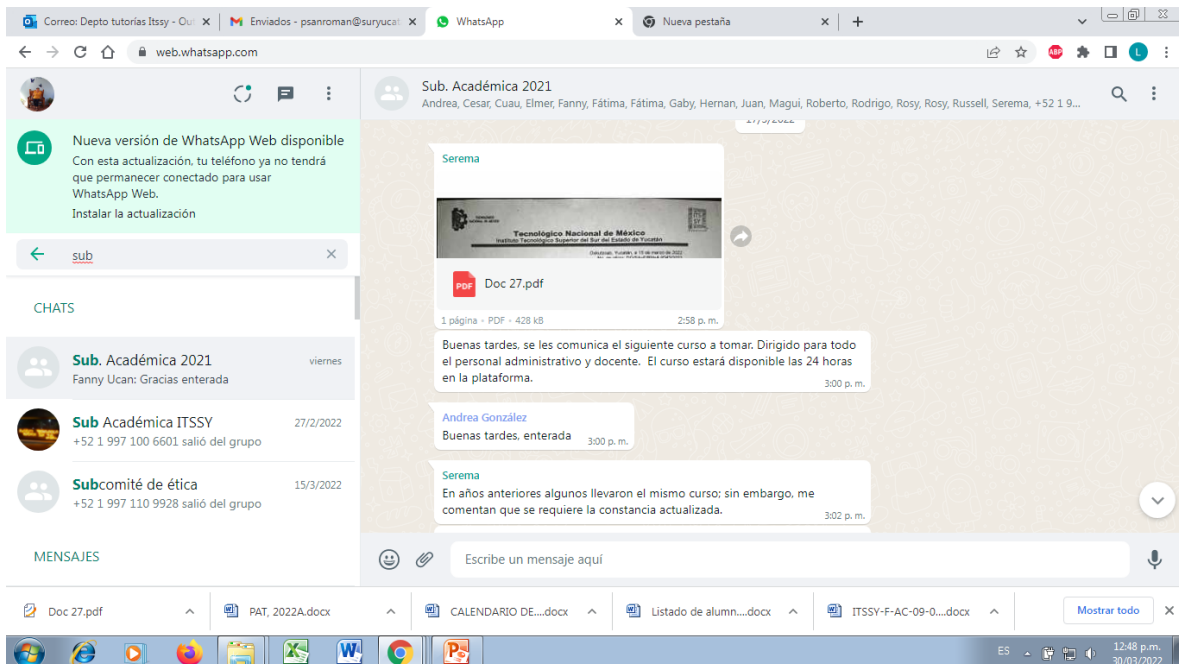 Correo: Depto tutorías Itssy - Out
Enviados - psanroman@suryucat
WhatsApp
Nueva pestaña
web.whatsapp.com
Nueva versión de WhatsApp Web disponible
Con esta actualización, tu teléfono ya no tendrá
que permanecer conectado para usar
WhatsApp Web.
Instalar la actualización
sub
CHATS
Sub. Académica 2021
viernes
Fanny Ucan: Gracias enterada
Sub Académica ITSSY
27/2/2022
+52 1 997 100 6601 salió del grupo
Subcomité de ética
15/3/2022
+52 1 997 110 9928 salió del grupo
MENSAJES
Sub. Académica 2021
Andrea, Cesar, Cuau, Elmer, Fanny, Fátima, Fátima, Gaby, Hernan, Juan, Magui, Roberto, Rodrigo, Rosy, Rosy, Russell, Serema, +52 1 9...
Serema
Tecnológico Nacional de México
Instituto Tecnológico Superior del Sur del Estado de Yucatán
PDF
Doc 27.pdf
1 página • PDF • 428 kB
2:58 p. m.
Buenas tardes, se les comunica el siguiente curso a tomar. Dirigido para todo
el personal administrativo y docente. El curso estará disponible las 24 horas
en la plataforma.
3:00 p. m.
Andrea González
Buenas tardes, enterada
3:00 p. m.
Serema
En años anteriores algunos llevaron el mismo curso; sin embargo, me
comentan que se requiere la constancia actualizada.
3:02 p. m.
Escribe un mensaje aquí
Doc 27.pdf
PAT, 2022A.docx
CALENDARIO DE....docx
Listado de alumn....docx
ITSSY-F-AC-09-0....docx
Mostrar todo
ES
12:48 p.m.
30/03/2022
ABP
L